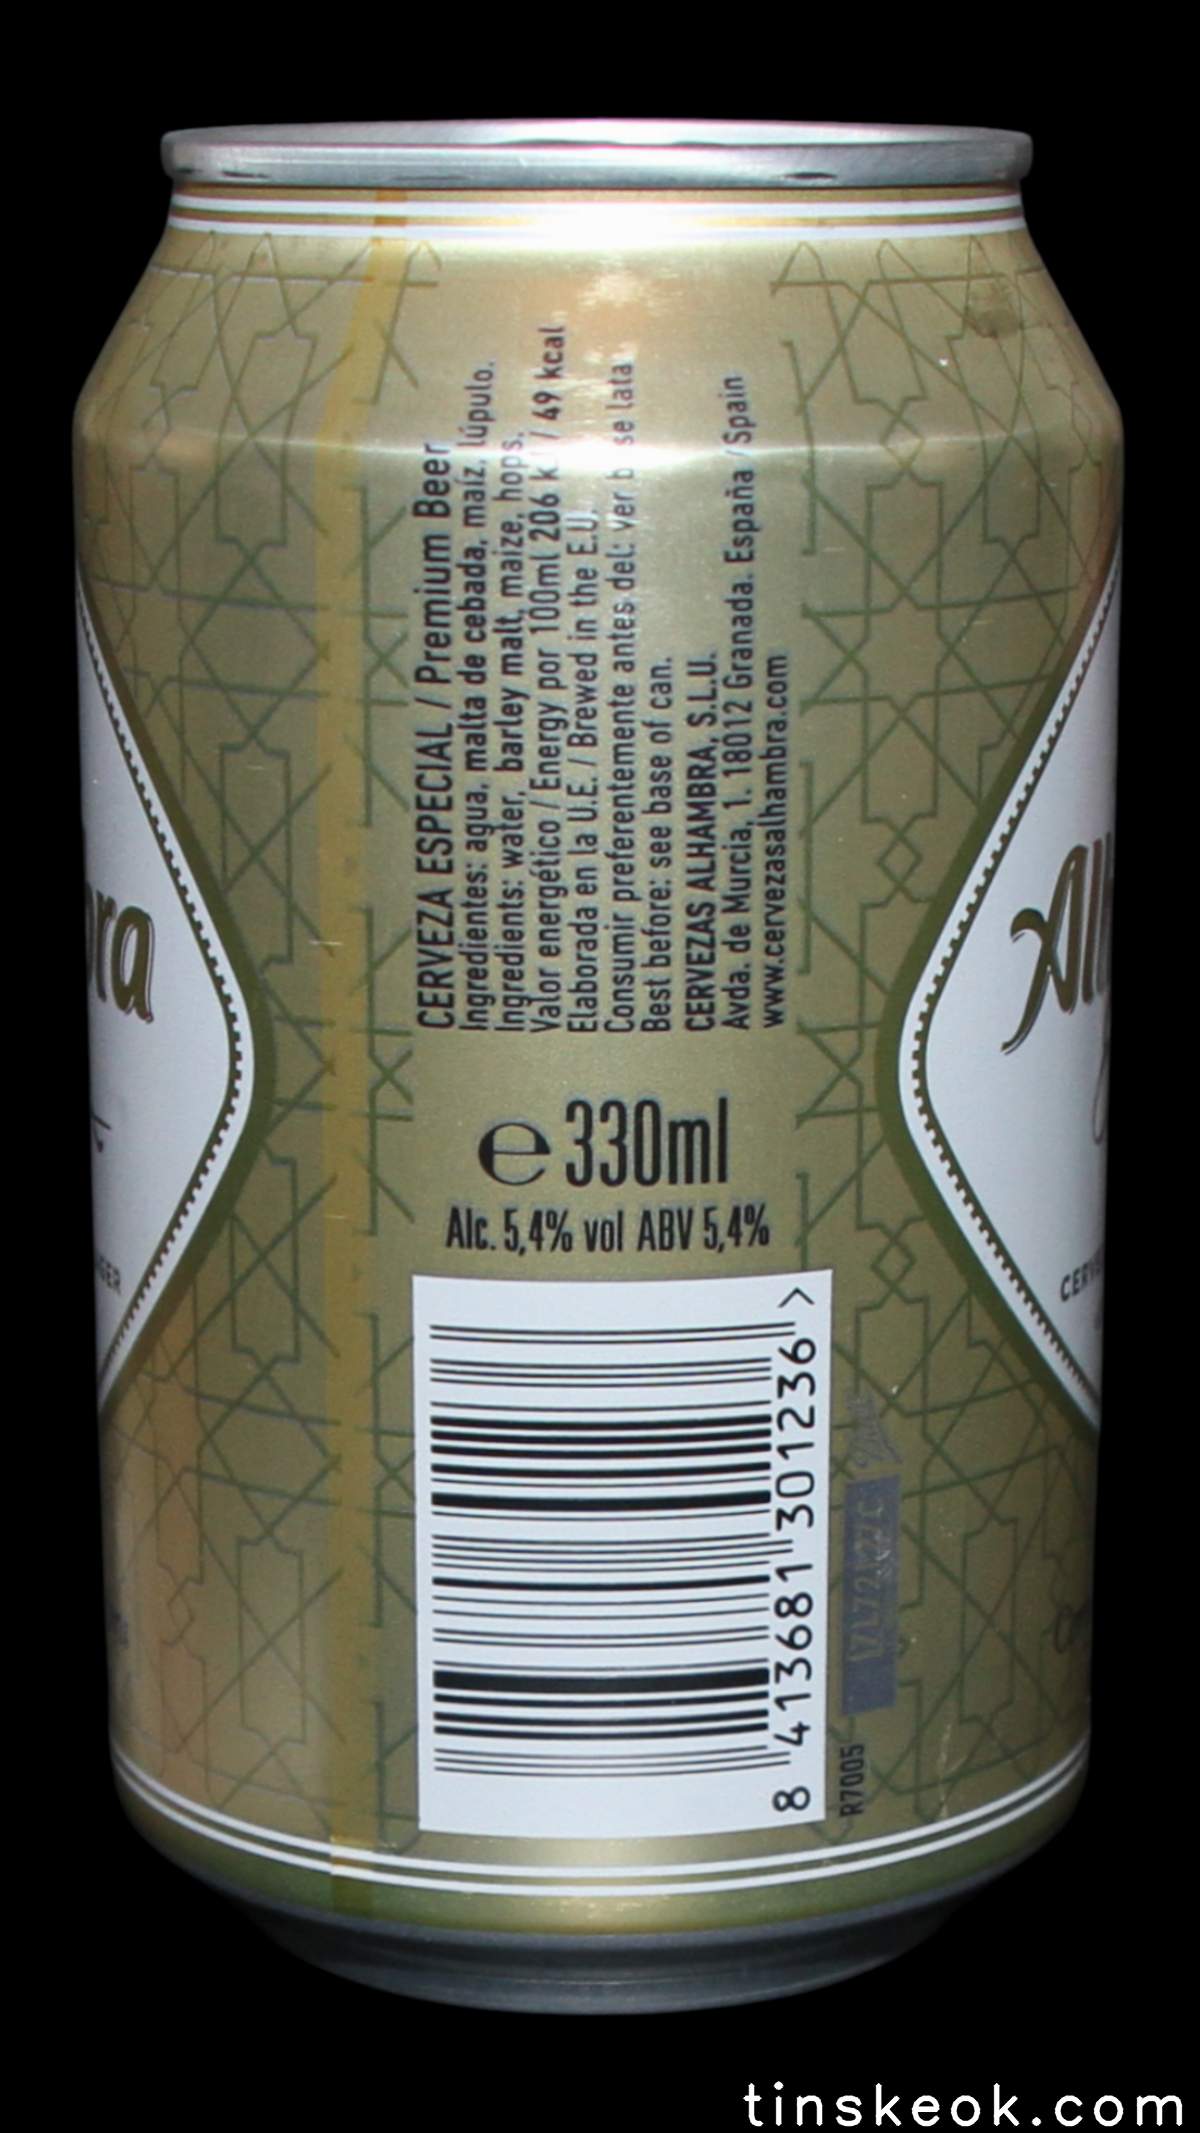 CERVEZA ESPECIAL / Premium Beer
Ingredientes: agua, malta de cebada, maíz, lúpulo.
Ingredients: water, barley malt, maize, hops.
Valor energético / Energy por 100ml 206 kJ / 49 kcal
Elaborada en la U.E. / Brewed in the E.U.
Consumir preferentemente antes del: ver base lata
Best before: see base of can.
CERVEZAS ALHAMBRA, S.L.U.
Avda. de Murcia, 1. 18012 Granada. España / Spain
www.cervezasalhambra.com
e 330ml
Alc. 5,4% vol ABV 5,4%
8 413681 301236 >
R7005
tinskeok.com